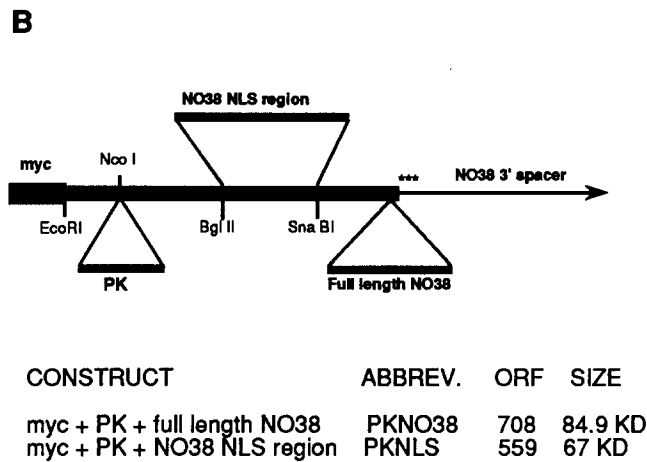 B
NO38 NLS region
myc
Nco I
***
NO38 3' spacer
EcoRI
Bgl II
Sna BI
PK
Full length NO38
CONSTRUCT ABBREV. ORF SIZE
myc + PK + full length NO38 PKNO38 708 84.9 KD
myc + PK + NO38 NLS region PKNLS 559 67 KD